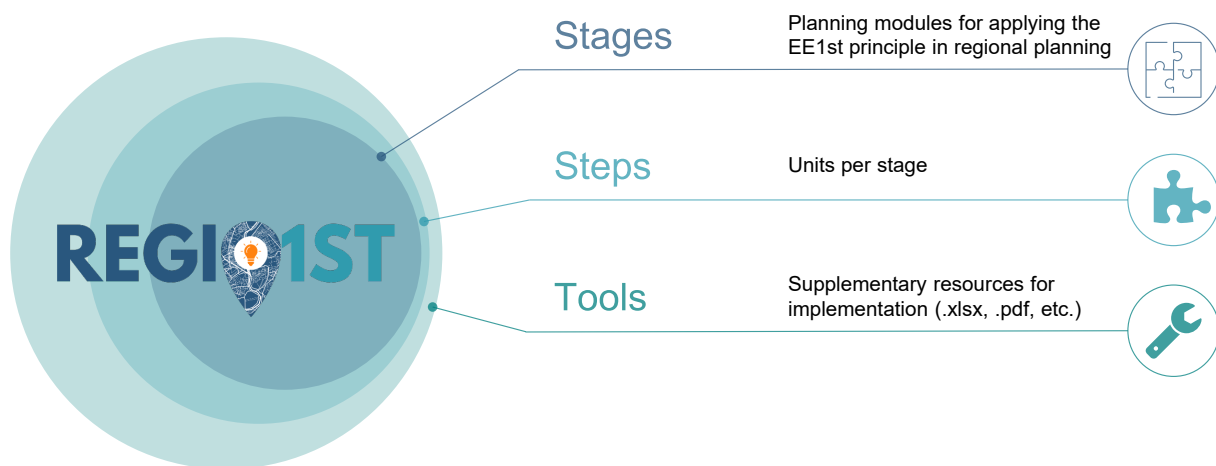 Stages
Planning modules for applying the
EE1st principle in regional planning
Steps
Units per stage
REGIO1ST
Tools
Supplementary resources for
implementation (.xlsx, .pdf, etc.)